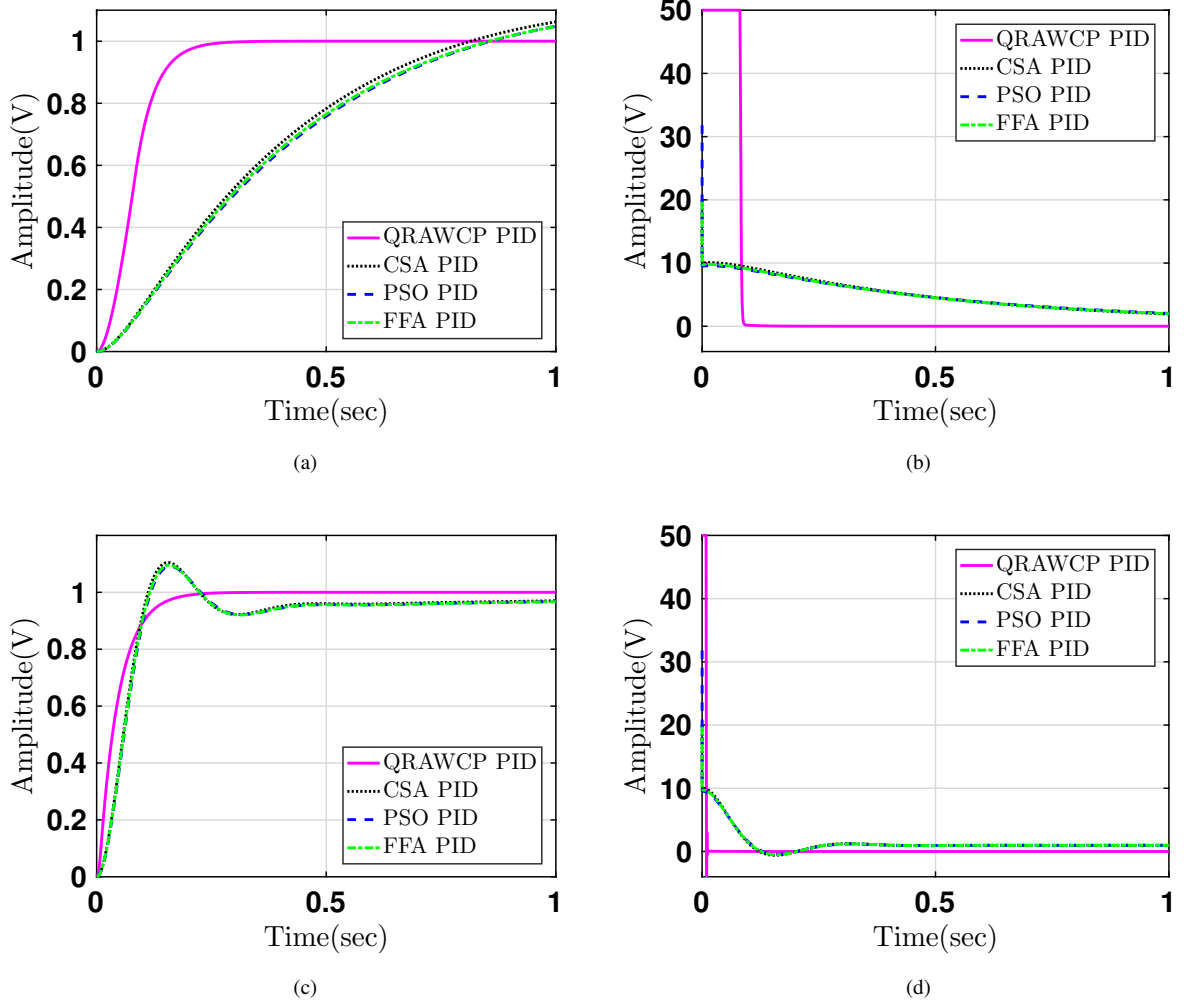 1
0.8
0.6
0.4
0.2
0
Amplitude(V)
QRAWCP PID
CSA PID
PSO PID
FFA PID
0
0.5
1
Time(sec)
(a)
50
40
30
20
10
0
Amplitude(V)
QRAWCP PID
CSA PID
PSO PID
FFA PID
0
0.5
1
Time(sec)
(b)
1
0.8
0.6
0.4
0.2
0
Amplitude(V)
QRAWCP PID
CSA PID
PSO PID
FFA PID
0
0.5
1
Time(sec)
(c)
50
40
30
20
10
0
Amplitude(V)
QRAWCP PID
CSA PID
PSO PID
FFA PID
0
0.5
1
Time(sec)
(d)